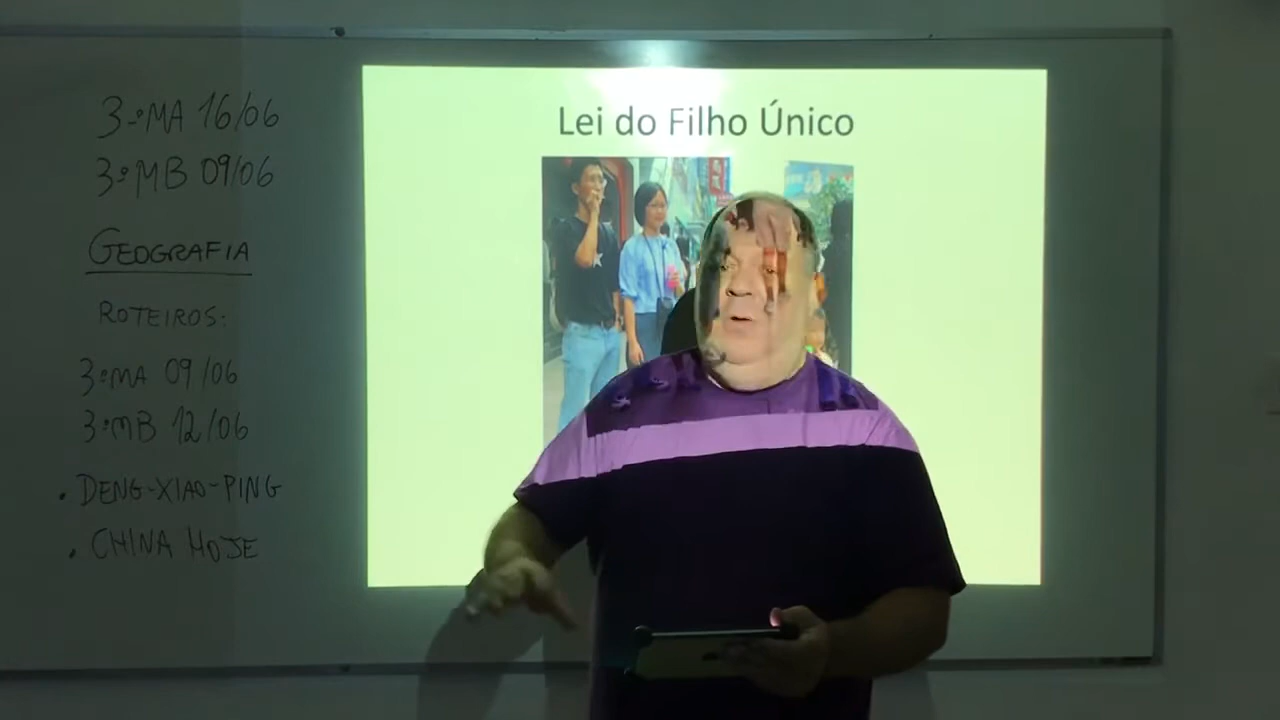 3ºMA 16/06
3ºMB 09/06
GEOGRAFIA
ROTEIROS:
3ºMA 09/06
3ºMB 12/06
• DENG-XIAO-PING
• CHINA HOJE
Lei do Filho Único